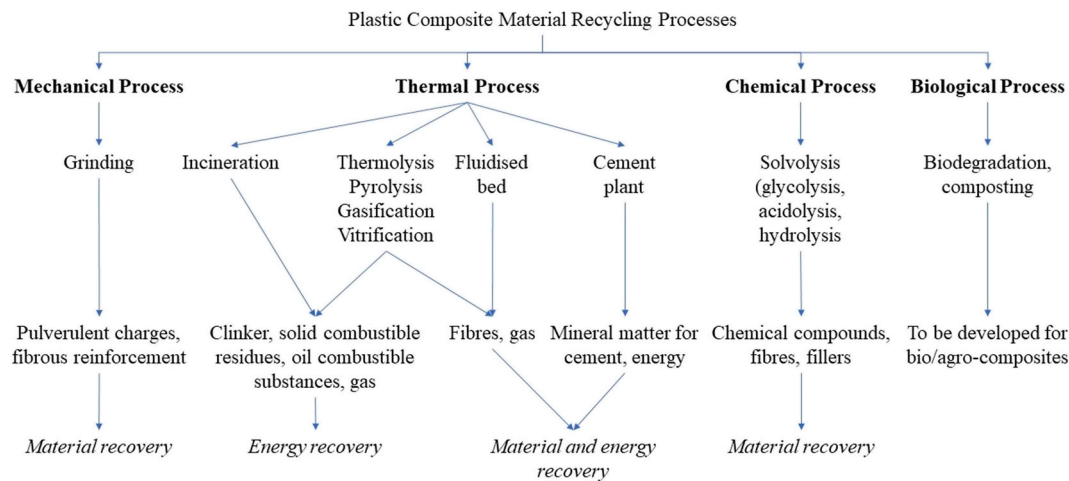 Plastic Composite Material Recycling Processes
Mechanical Process
Thermal Process
Chemical Process
Biological Process
Grinding
Incineration
Thermolysis
Pyrolysis
Gasification
Vitrification
Fluidised
bed
Cement
plant
Solvolysis
(glycolysis,
acidolysis,
hydrolysis
Biodegradation,
composting
Pulverulent charges,
fibrous reinforcement
Clinker, solid combustible
residues, oil combustible
substances, gas
Fibres, gas
Mineral matter for
cement, energy
Chemical compounds,
fibres, fillers
To be developed for
bio/agro-composites
Material recovery
Energy recovery
Material and energy
recovery
Material recovery